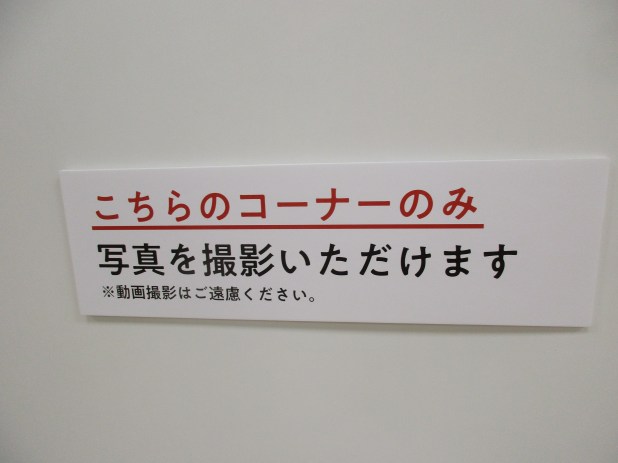 こちらのコーナーのみ
写真を撮影いただけます
※動画撮影はご遠慮ください。